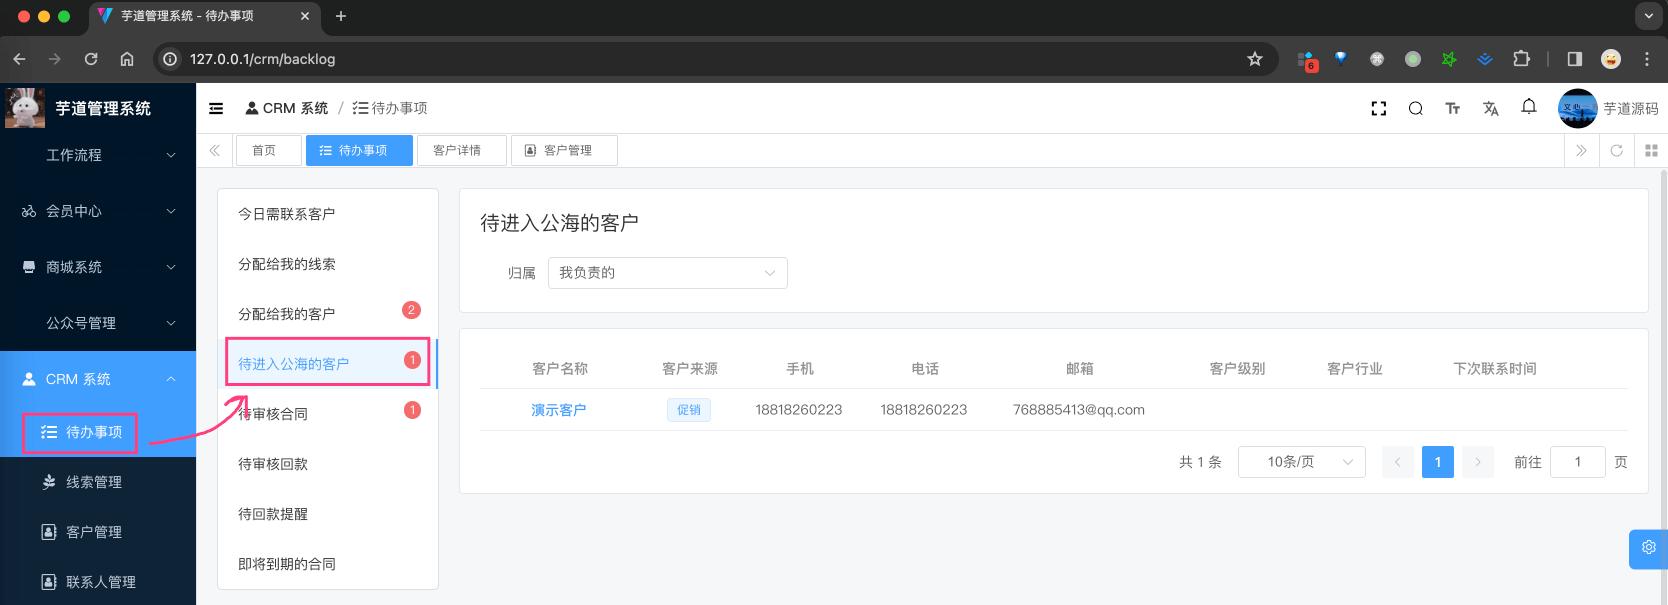 芋道管理系统 - 待办事项
127.0.0.1/crm/backlog
6
芋道管理系统
工作流程
会员中心
商城系统
公众号管理
CRM 系统
待办事项
线索管理
客户管理
联系人管理
CRM 系统 / 待办事项
芋道源码
首页
待办事项
客户详情
客户管理
今日需联系客户
分配给我的线索
分配给我的客户 2
待进入公海的客户 1
待审核合同 1
待审核回款
待回款提醒
即将到期的合同
待进入公海的客户
归属 我负责的
客户名称 客户来源 手机 电话 邮箱 客户级别 客户行业 下次联系时间
演示客户 促销 18818260223 18818260223 768885413@qq.com
共 1 条 10条/页 1 前往 1 页